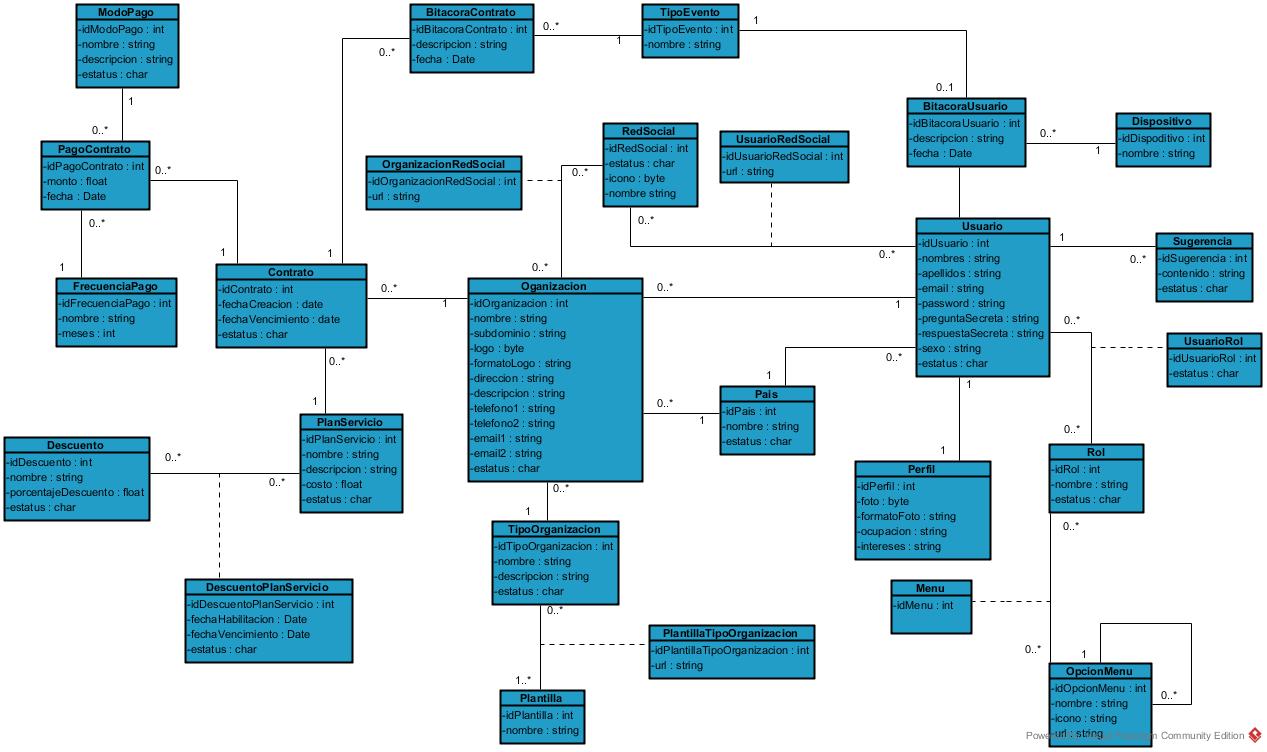 ModoPago
-idModoPago : int
-nombre : string
-descripcion : string
-estatus : char
1
0..*
PagoContrato
-idPagoContrato : int
-monto : float
-fecha : Date
0..*
1
0..*
1
FrecuenciaPago
-idFrecuenciaPago : int
-nombre : string
-meses : int
BitacoraContrato
-idBitacoraContrato : int
-descripcion : string
-fecha : Date
0..*
1
0..*
1
TipoEvento
-idTipoEvento : int
-nombre : string
1
0..1
BitacoraUsuario
-idBitacoraUsuario : int
-descripcion : string
-fecha : Date
0..*
1
Dispositivo
-idDispoditivo : int
-nombre : string
OrganizacionRedSocial
-idOrganizacionRedSocial : int
-url : string
RedSocial
-idRedSocial : int
-estatus : char
-icono : byte
-nombre string
0..*
0..*
0..*
0..*
UsuarioRedSocial
-idUsuarioRedSocial : int
-url : string
Contrato
-idContrato : int
-fechaCreacion : date
-fechaVencimiento : date
-estatus : char
0..*
1
0..*
1
Oganizacion
-idOrganizacion : int
-nombre : string
-subdominio : string
-logo : byte
-formatoLogo : string
-direccion : string
-descripcion : string
-telefono1 : string
-telefono2 : string
-email1 : string
-email2 : string
-estatus : char
0..*
1
0..*
1
0..*
1
Usuario
-idUsuario : int
-nombres : string
-apellidos : string
-email : string
-password : string
-preguntaSecreta : string
-respuestaSecreta : string
-sexo : string
-estatus : char
1
0..*
Sugerencia
-idSugerencia : int
-contenido : string
-estatus : char
0..*
0..*
UsuarioRol
-idUsuarioRol : int
-estatus : char
0..*
1
Pais
-idPais : int
-nombre : string
-estatus : char
1
1
Perfil
-idPerfil : int
-foto : byte
-formatoFoto : string
-ocupacion : string
-intereses : string
Rol
-idRol : int
-nombre : string
-estatus : char
0..*
0..*
PlanServicio
-idPlanServicio : int
-nombre : string
-descripcion : string
-costo : float
-estatus : char
Descuento
-idDescuento : int
-nombre : string
-porcentajeDescuento : float
-estatus : char
0..*
0..*
DescuentoPlanServicio
-idDescuentoPlanServicio : int
-fechaHabilitacion : Date
-fechaVencimiento : Date
-estatus : char
TipoOrganizacion
-idTipoOrganizacion : int
-nombre : string
-descripcion : string
-estatus : char
0..*
1..*
PlantillaTipoOrganizacion
-idPlantillaTipoOrganizacion : int
-url : string
Plantilla
-idPlantilla : int
-nombre : string
Menu
-idMenu : int
OpcionMenu
-idOpcionMenu : int
-nombre : string
-icono : string
-url : string
1
0..*
Community Edition